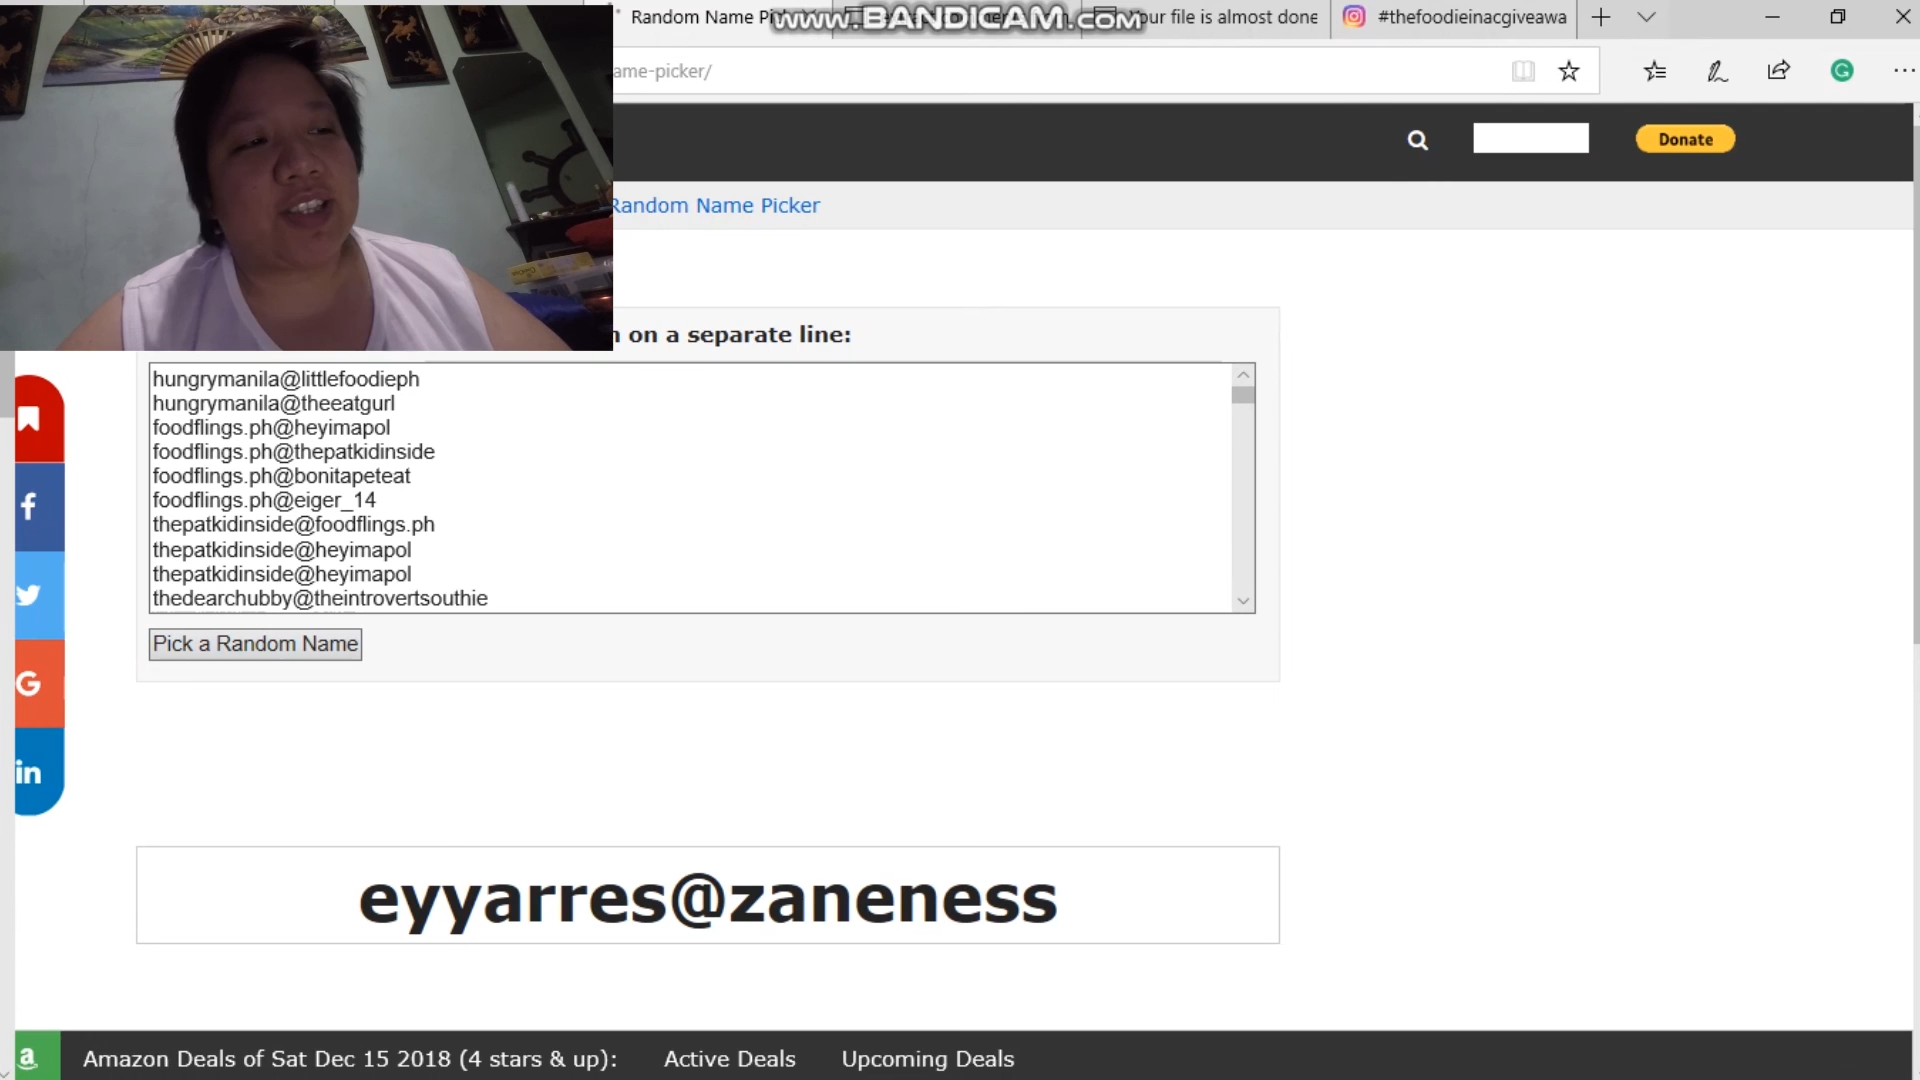 Random Name Pic
www.BANDICAM.com
Your file is almost done
#thefoodieinacgiveawa
ame-picker/
Donate
Random Name Picker
on a separate line:
hungrymanila@littlefoodieph
hungrymanila@theeatgurl
foodflings.ph@heyimapol
foodflings.ph@thepatkidinside
foodflings.ph@bonitapeteat
foodflings.ph@eiger_14
thepatkidinside@foodflings.ph
thepatkidinside@heyimapol
thepatkidinside@heyimapol
thedearchubby@theintrovertsouthie
Pick a Random Name
eyyarres@zaneness
Amazon Deals of Sat Dec 15 2018 (4 stars & up):
Active Deals
Upcoming Deals